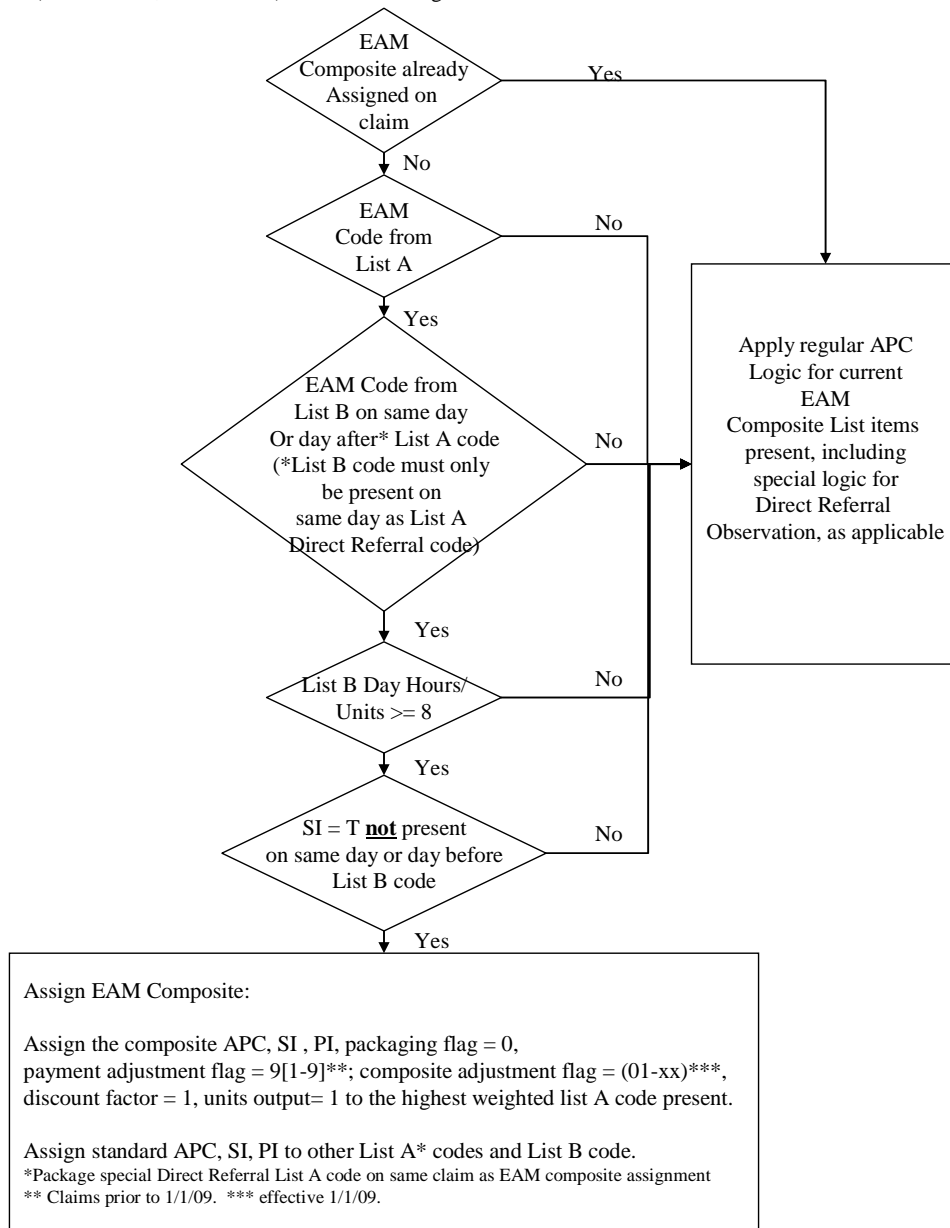 EAM
Composite already
Assigned on
claim
Yes
No
EAM
Code from
List A
No
Yes
EAM Code from
List B on same day
Or day after* List A code
(*List B code must only
be present on
same day as List A
Direct Referral code)
No
Apply regular APC
Logic for current
EAM
Composite List items
present, including
special logic for
Direct Referral
Observation, as applicable
Yes
List B Day Hours/
Units >= 8
No
Yes
SI = T not present
on same day or day before
List B code
No
Yes
Assign EAM Composite:
Assign the composite APC, SI , PI, packaging flag = 0,
payment adjustment flag = 9[1-9]**; composite adjustment flag = (01-xx)***,
discount factor = 1, units output= 1 to the highest weighted list A code present.
Assign standard APC, SI, PI to other List A* codes and List B code.
*Package special Direct Referral List A code on same claim as EAM composite assignment
** Claims prior to 1/1/09. *** effective 1/1/09.